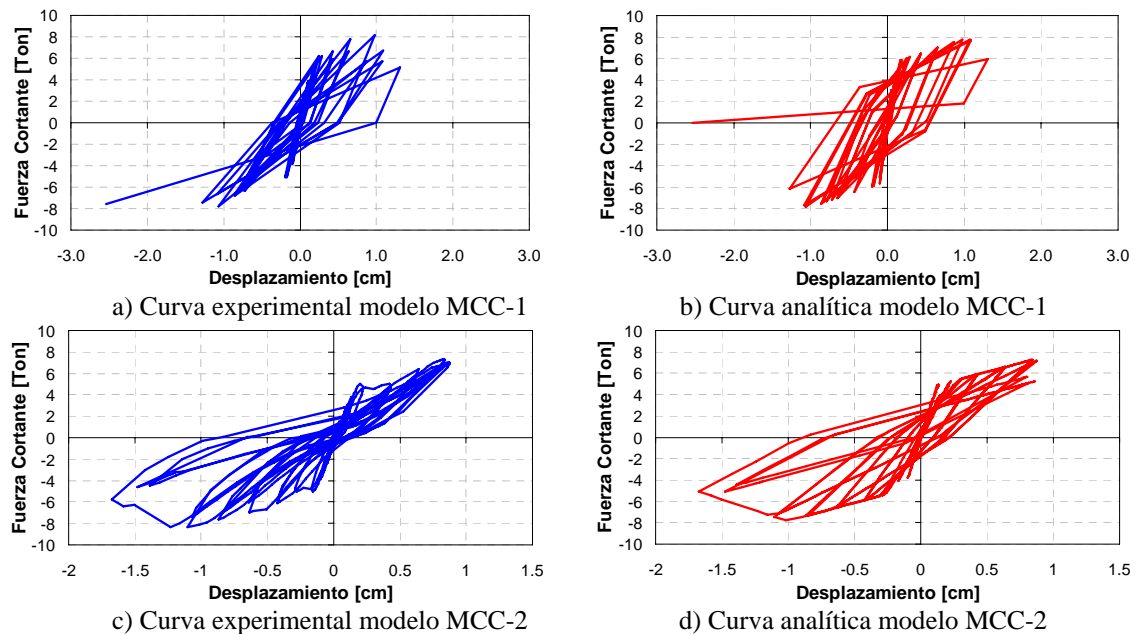 Fuerza Cortante [Ton]
10
8
6
4
2
0
-2
-4
-6
-8
-10
-3.0 -2.0 -1.0 0.0 1.0 2.0 3.0
Desplazamiento [cm]
a) Curva experimental modelo MCC-1
Fuerza Cortante [Ton]
10
8
6
4
2
0
-2
-4
-6
-8
-10
-3.0 -2.0 -1.0 0.0 1.0 2.0 3.0
Desplazamiento [cm]
b) Curva analítica modelo MCC-1
Fuerza Cortante [Ton]
10
8
6
4
2
0
-2
-4
-6
-8
-10
-2 -1.5 -1 -0.5 0 0.5 1 1.5
Desplazamiento [cm]
c) Curva experimental modelo MCC-2
Fuerza Cortante [Ton]
10
8
6
4
2
0
-2
-4
-6
-8
-10
-2 -1.5 -1 -0.5 0 0.5 1 1.5
Desplazamiento [cm]
d) Curva analítica modelo MCC-2